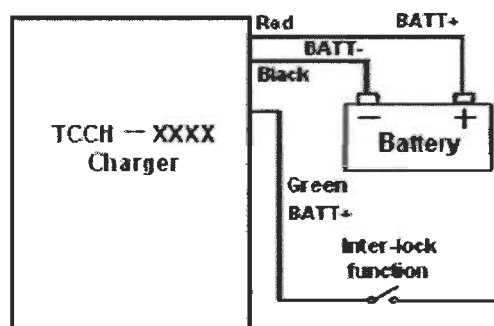 Red BATT+
BATT-
Black
TCCH — XXXX
Charger
− +
Battery
Green
BATT+
Inter-lock
function